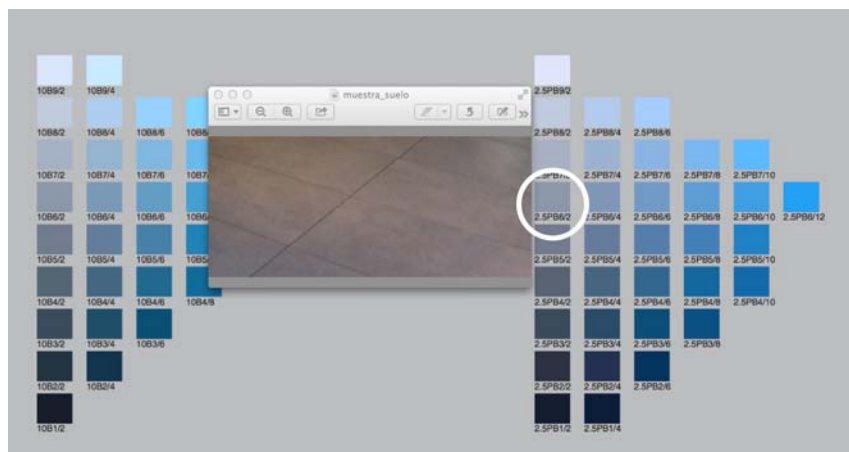 10B9/2 10B9/4 2.5PB9/2
muestra_suelo
10B8/2 10B8/4 10B8/6 2.5PB8/2 2.5PB8/4 2.5PB8/6
10B7/2 10B7/4 10B7/6 2.5PB7/4 2.5PB7/6 2.5PB7/8 2.5PB7/10
10B6/2 10B6/4 10B6/6 2.5PB6/2 2.5PB6/4 2.5PB6/6 2.5PB6/8 2.5PB6/10 2.5PB6/12
10B5/2 10B5/4 10B5/6 2.5PB5/2 2.5PB5/4 2.5PB5/6 2.5PB5/8 2.5PB5/10
10B4/2 10B4/4 10B4/6 10B4/8 2.5PB4/2 2.5PB4/4 2.5PB4/6 2.5PB4/8 2.5PB4/10
10B3/2 10B3/4 10B3/6 2.5PB3/2 2.5PB3/4 2.5PB3/6 2.5PB3/8
10B2/2 10B2/4 2.5PB2/2 2.5PB2/4 2.5PB2/6
10B1/2 2.5PB1/2 2.5PB1/4